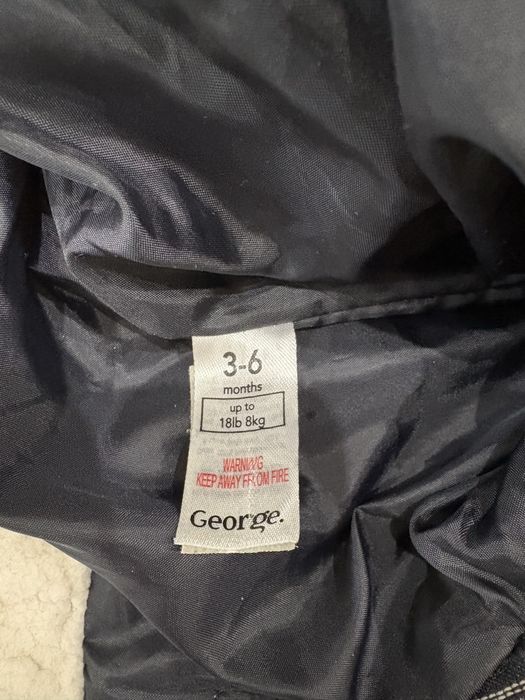 3-6
months
up to
18lb 8kg
WARNING
KEEP AWAY FROM FIRE
George.